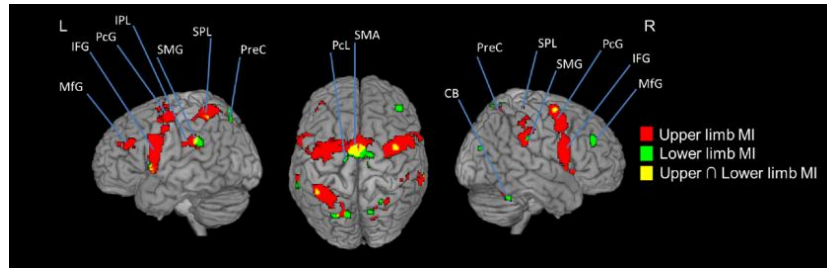 L
IPL
PcG
IFG
SMG
SPL
PreC
MfG
SMA
PcL
R
PreC
SPL
PcG
SMG
IFG
CB
MfG
Upper limb MI
Lower limb MI
Upper ∩ Lower limb MI